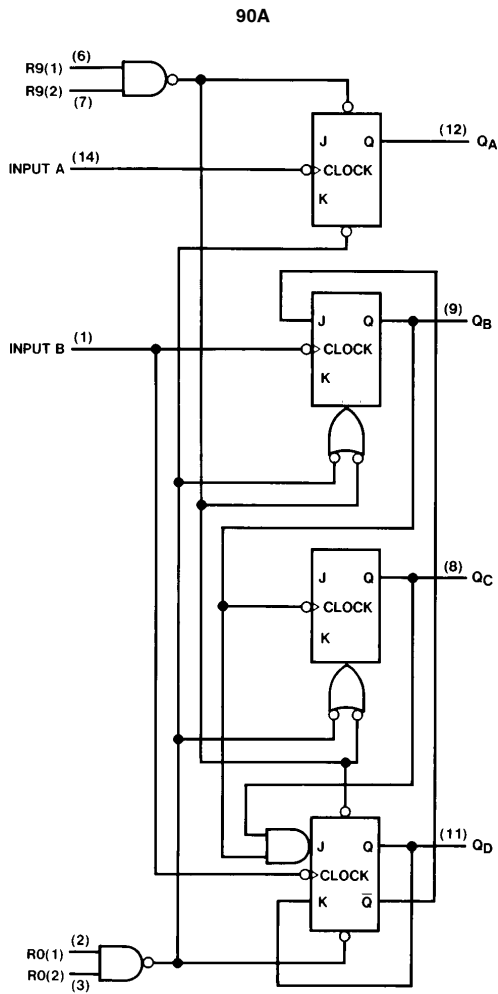 90A
(6)
R9(1)
R9(2)
(7)
J Q (12) QA
INPUT A (14) CLOCK
K
J Q (9) QB
INPUT B (1) CLOCK
K
J Q (8) QC
CLOCK
K
J Q (11) QD
CLOCK
K Q̅
(2)
R0(1)
R0(2)
(3)